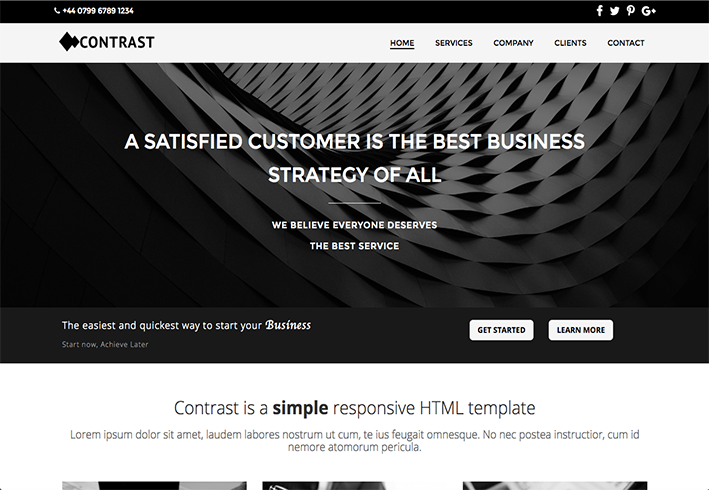 +44 0799 6789 1234
CONTRAST
HOME SERVICES COMPANY CLIENTS CONTACT
A SATISFIED CUSTOMER IS THE BEST BUSINESS
STRATEGY OF ALL
WE BELIEVE EVERYONE DESERVES
THE BEST SERVICE
The easiest and quickest way to start your Business
Start now, Achieve Later
GET STARTED LEARN MORE
Contrast is a simple responsive HTML template
Lorem ipsum dolor sit amet, laudem labores nostrum ut cum, te ius feugait omnesque. No nec postea instructior, cum id
nemore atomorum pericula.